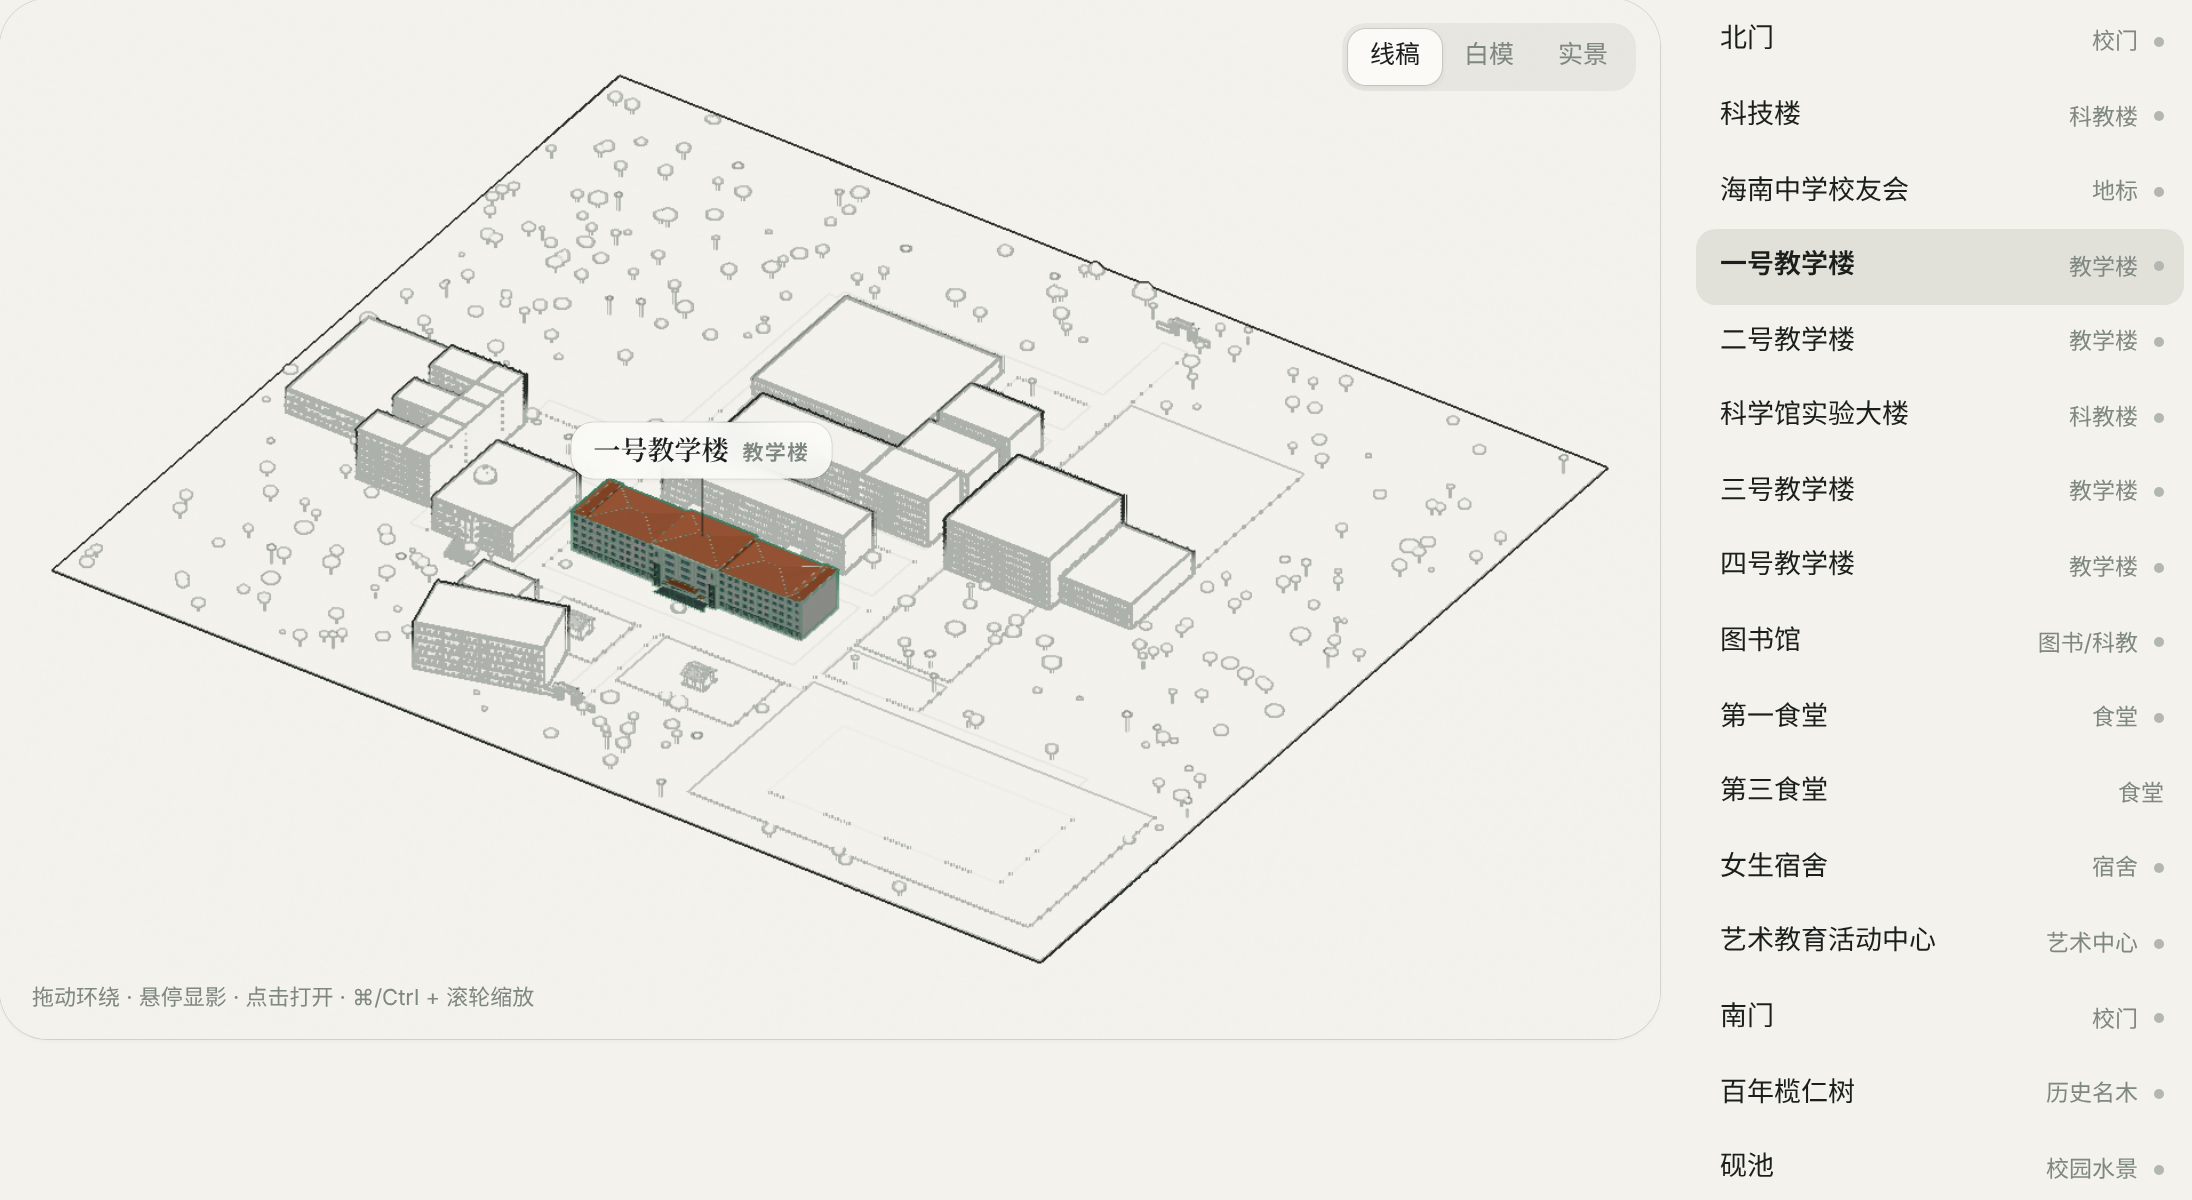 线稿 白模 实景
一号教学楼 教学楼
拖动环绕 · 悬停显影 · 点击打开 · ⌘/Ctrl + 滚轮缩放
北门 校门
科技楼 科教楼
海南中学校友会 地标
一号教学楼 教学楼
二号教学楼 教学楼
科学馆实验大楼 科教楼
三号教学楼 教学楼
四号教学楼 教学楼
图书馆 图书/科教
第一食堂 食堂
第三食堂 食堂
女生宿舍 宿舍
艺术教育活动中心 艺术中心
南门 校门
百年榄仁树 历史名木
砚池 校园水景